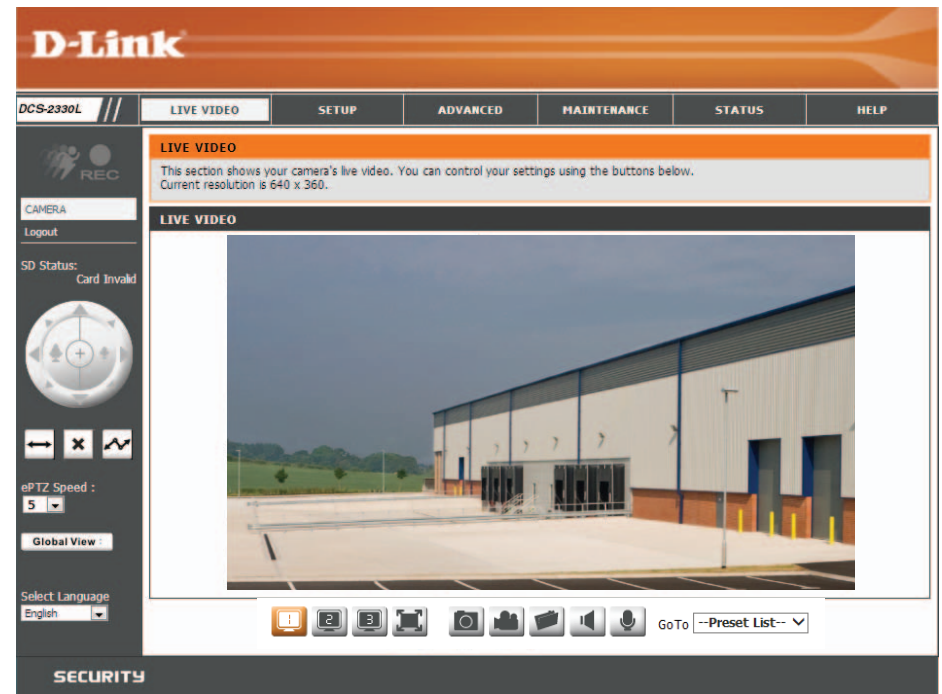 D-Link
DCS-2330L
LIVE VIDEO
SETUP
ADVANCED
MAINTENANCE
STATUS
HELP
REC
CAMERA
Logout
SD Status:
Card Invalid
ePTZ Speed :
5
Global View
Select Language
English
LIVE VIDEO
This section shows your camera's live video. You can control your settings using the buttons below.
Current resolution is 640 x 360.
LIVE VIDEO
1
2
3
GoTo
--Preset List--
SECURITY